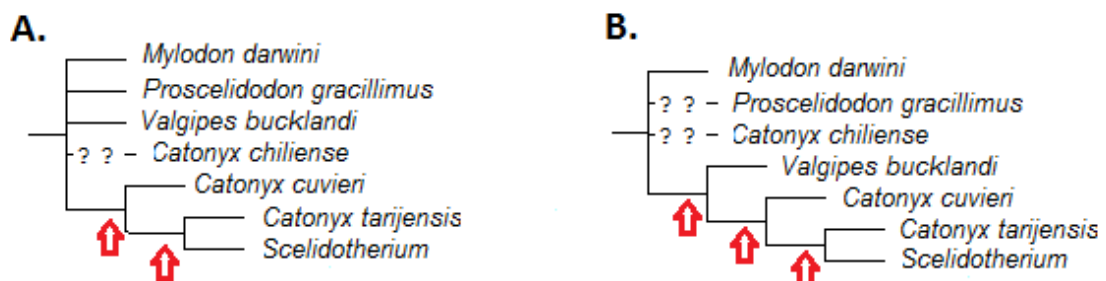 A.
Mylodon darwini
Proscelidodon gracillimus
Valgipes bucklandi
? ? Catonyx chiliense
Catonyx cuvieri
Catonyx tarijensis
Scelidotherium
B.
Mylodon darwini
? ? Proscelidodon gracillimus
? ? Catonyx chiliense
Valgipes bucklandi
Catonyx cuvieri
Catonyx tarijensis
Scelidotherium